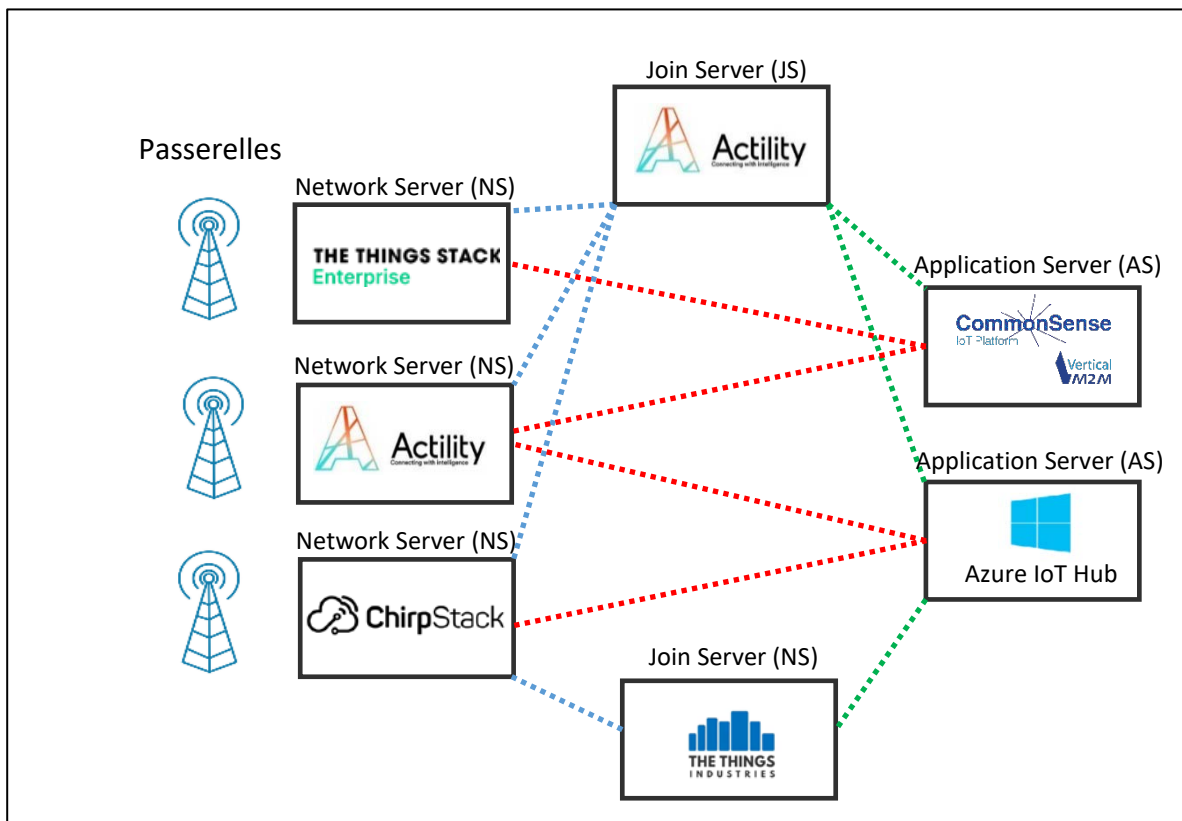 Join Server (JS)
Actility
Connecting with Intelligence
Passerelles
Network Server (NS)
THE THINGS STACK
Enterprise
Application Server (AS)
CommonSense
IoT Platform
Vertical
M2M
Network Server (NS)
Actility
Connecting with Intelligence
Application Server (AS)
Azure IoT Hub
Network Server (NS)
ChirpStack
Join Server (NS)
THE THINGS
INDUSTRIES